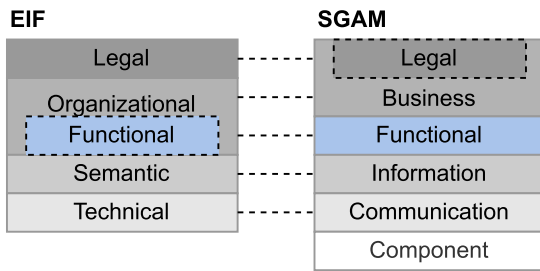 EIF
SGAM
Legal
Legal
Organizational
Business
Functional
Functional
Semantic
Information
Technical
Communication
Component